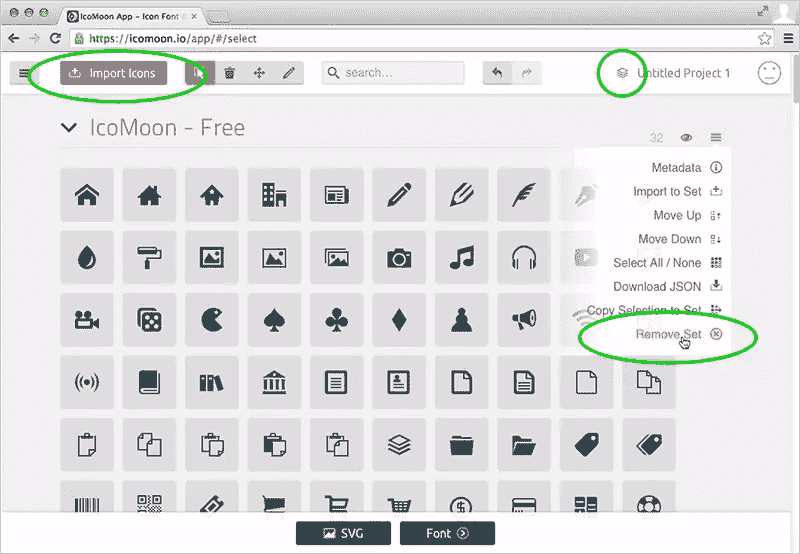 IcoMoon App - Icon Font
https://icomoon.io/app/#/select
Import Icons
search...
Untitled Project 1
IcoMoon - Free
32
Metadata
Import to Set
Move Up
Move Down
Select All / None
Download JSON
Copy Selection to Set
Remove Set
SVG
Font